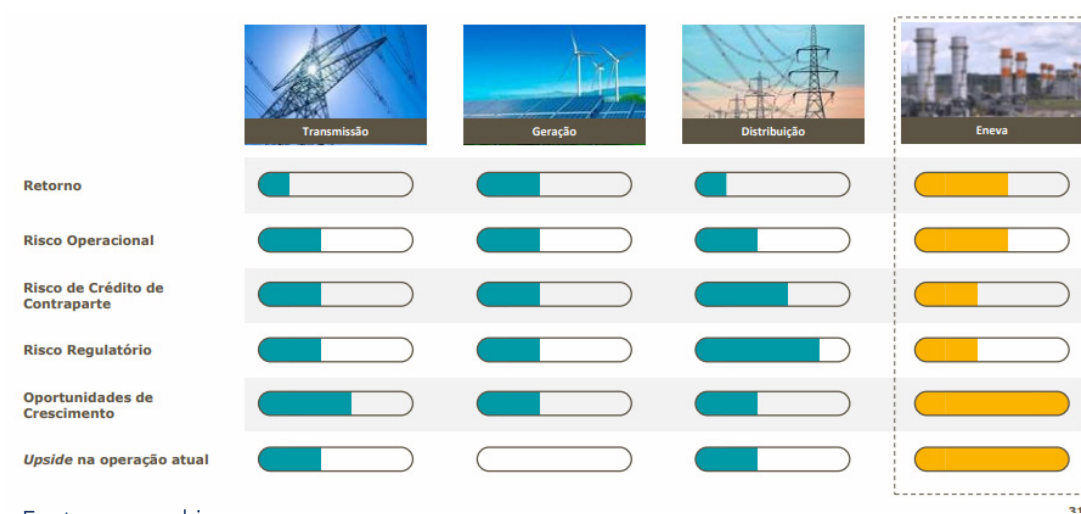 Transmissão
Geração
Distribuição
Eneva
Retorno
Risco Operacional
Risco de Crédito de
Contraparte
Risco Regulatório
Oportunidades de
Crescimento
Upside na operação atual
31